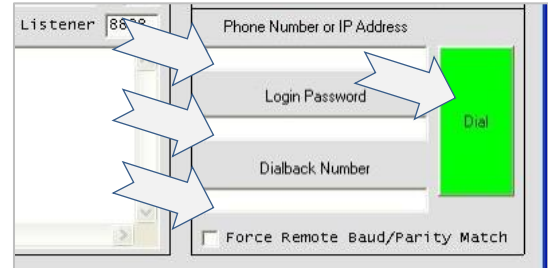 Listener
Phone Number or IP Address
Login Password
Dial
Dialback Number
Force Remote Baud/Parity Match